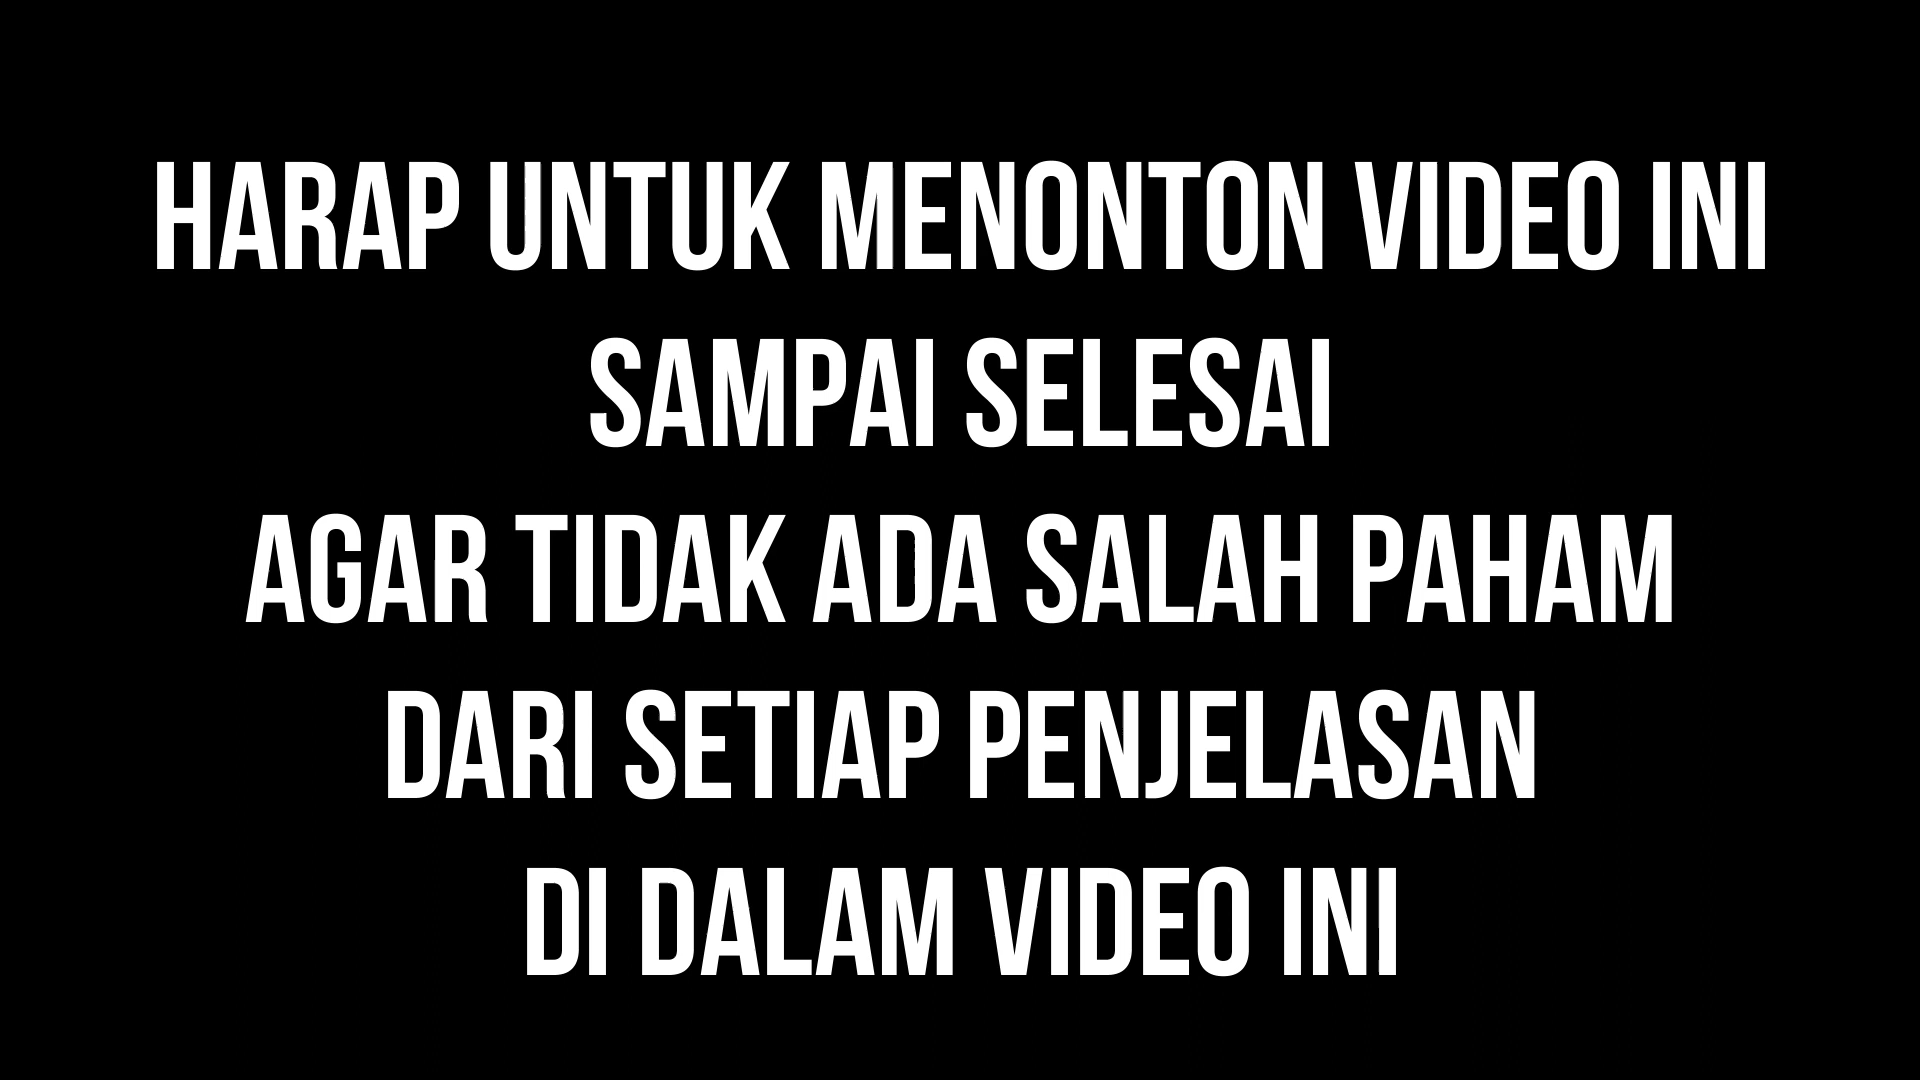 HARAP UNTUK MENONTON VIDEO INI
SAMPAI SELESAI
AGAR TIDAK ADA SALAH PAHAM
DARI SETIAP PENJELASAN
DI DALAM VIDEO INI